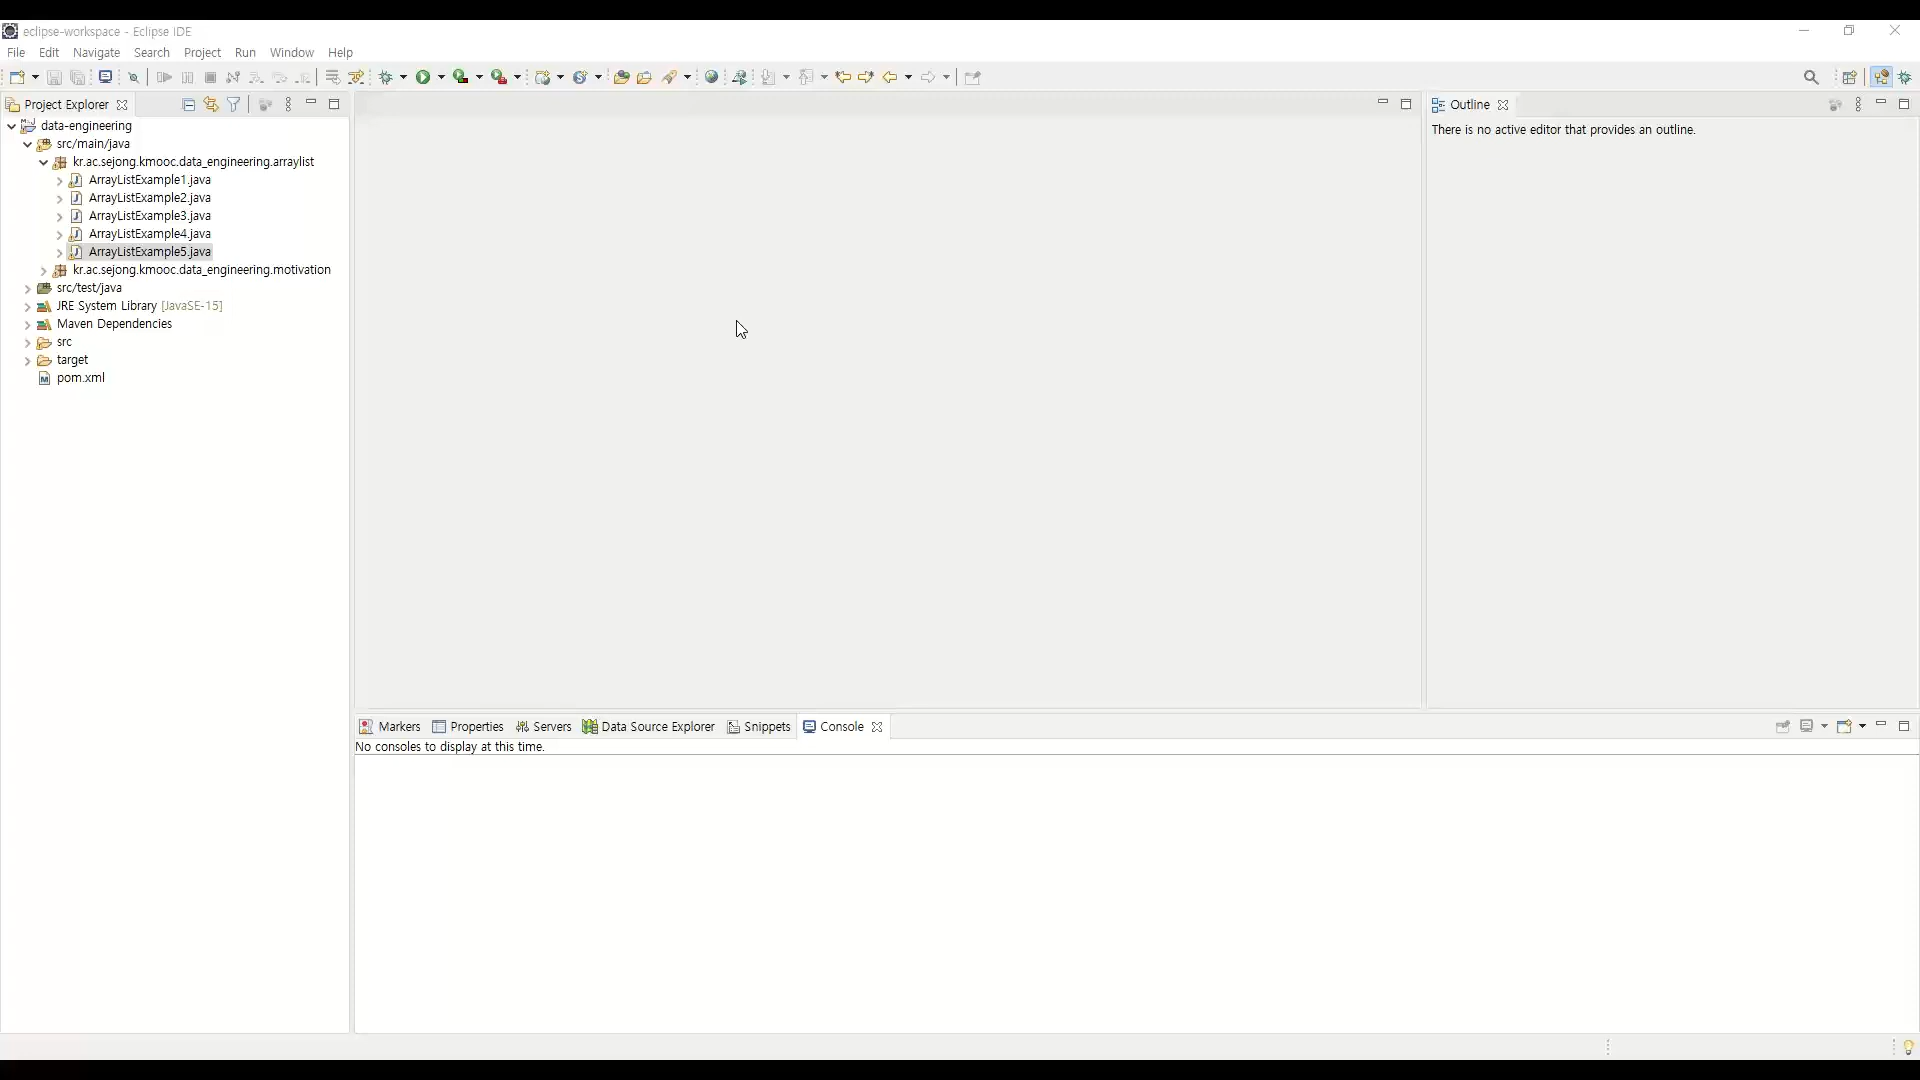 eclipse-workspace - Eclipse IDE
File Edit Navigate Search Project Run Window Help
Project Explorer
data-engineering
src/main/java
kr.ac.sejong.kmooc.data_engineering.arraylist
ArrayListExample1.java
ArrayListExample2.java
ArrayListExample3.java
ArrayListExample4.java
ArrayListExample5.java
kr.ac.sejong.kmooc.data_engineering.motivation
src/test/java
JRE System Library [JavaSE-15]
Maven Dependencies
src
target
pom.xml
Outline
There is no active editor that provides an outline.
Markers Properties Servers Data Source Explorer Snippets Console
No consoles to display at this time.